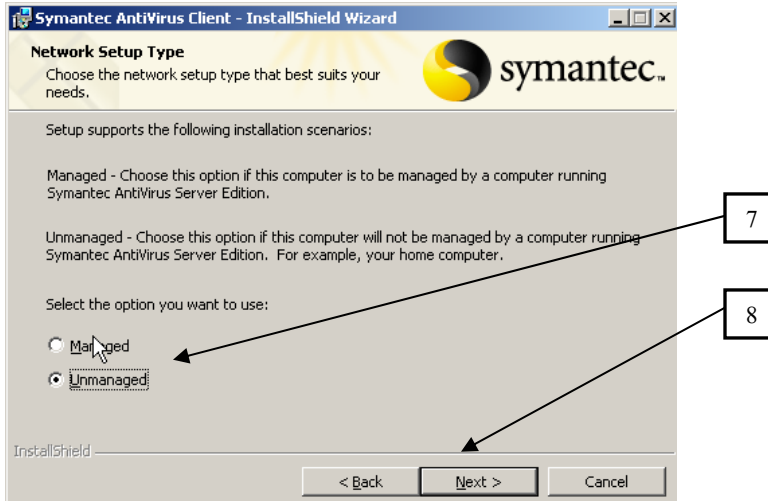 Symantec AntiVirus Client - InstallShield Wizard
Network Setup Type
Choose the network setup type that best suits your
needs.
symantec.
Setup supports the following installation scenarios:
Managed - Choose this option if this computer is to be managed by a computer running
Symantec AntiVirus Server Edition.
Unmanaged - Choose this option if this computer will not be managed by a computer running
Symantec AntiVirus Server Edition.  For example, your home computer.
7
Select the option you want to use:
8
Managed
Unmanaged
InstallShield
< Back
Next >
Cancel